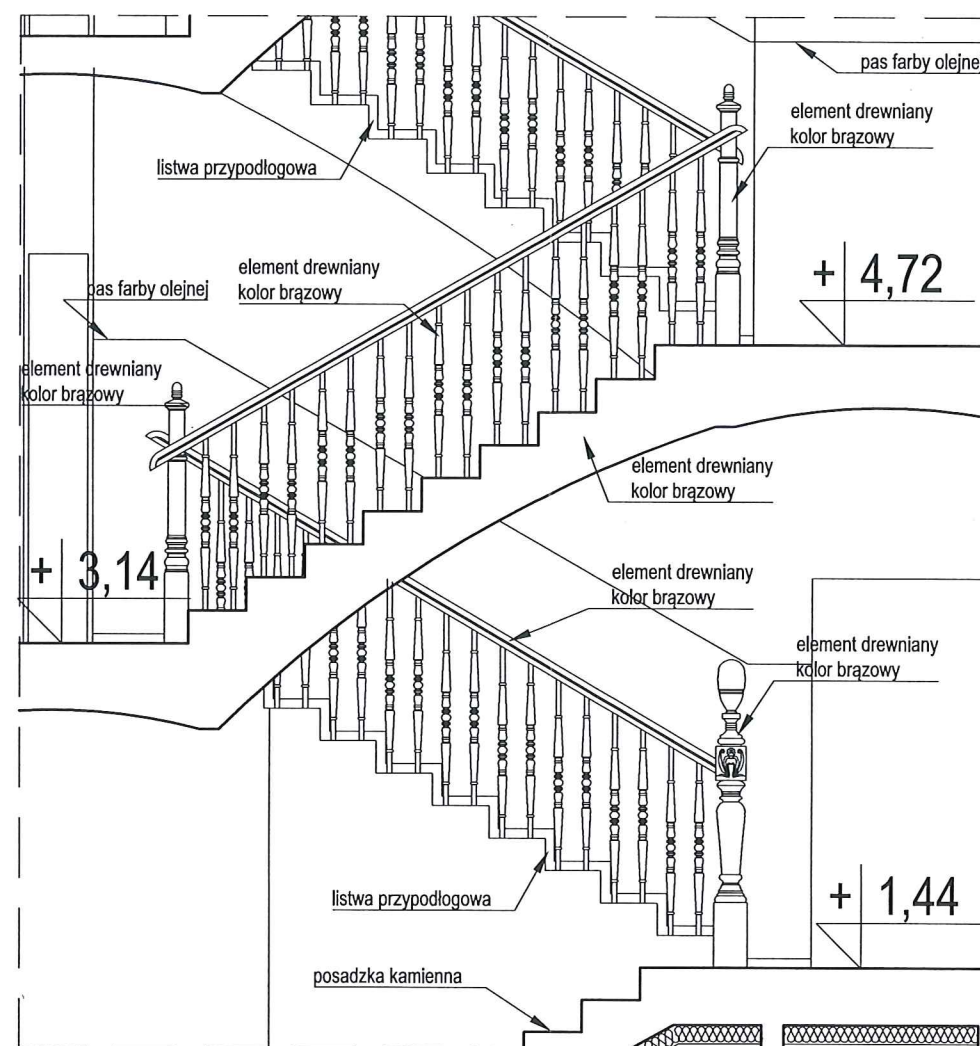 pas farby olejne
element drewniany
kolor brązowy
listwa przypodłogowa
element drewniany
kolor brązowy
pas farby olejnej
+ 4,72
element drewniany
kolor brązowy
element drewniany
kolor brązowy
+ 3,14
element drewniany
kolor brązowy
element drewniany
kolor brązowy
listwa przypodłogowa
+ 1,44
posadzka kamienna